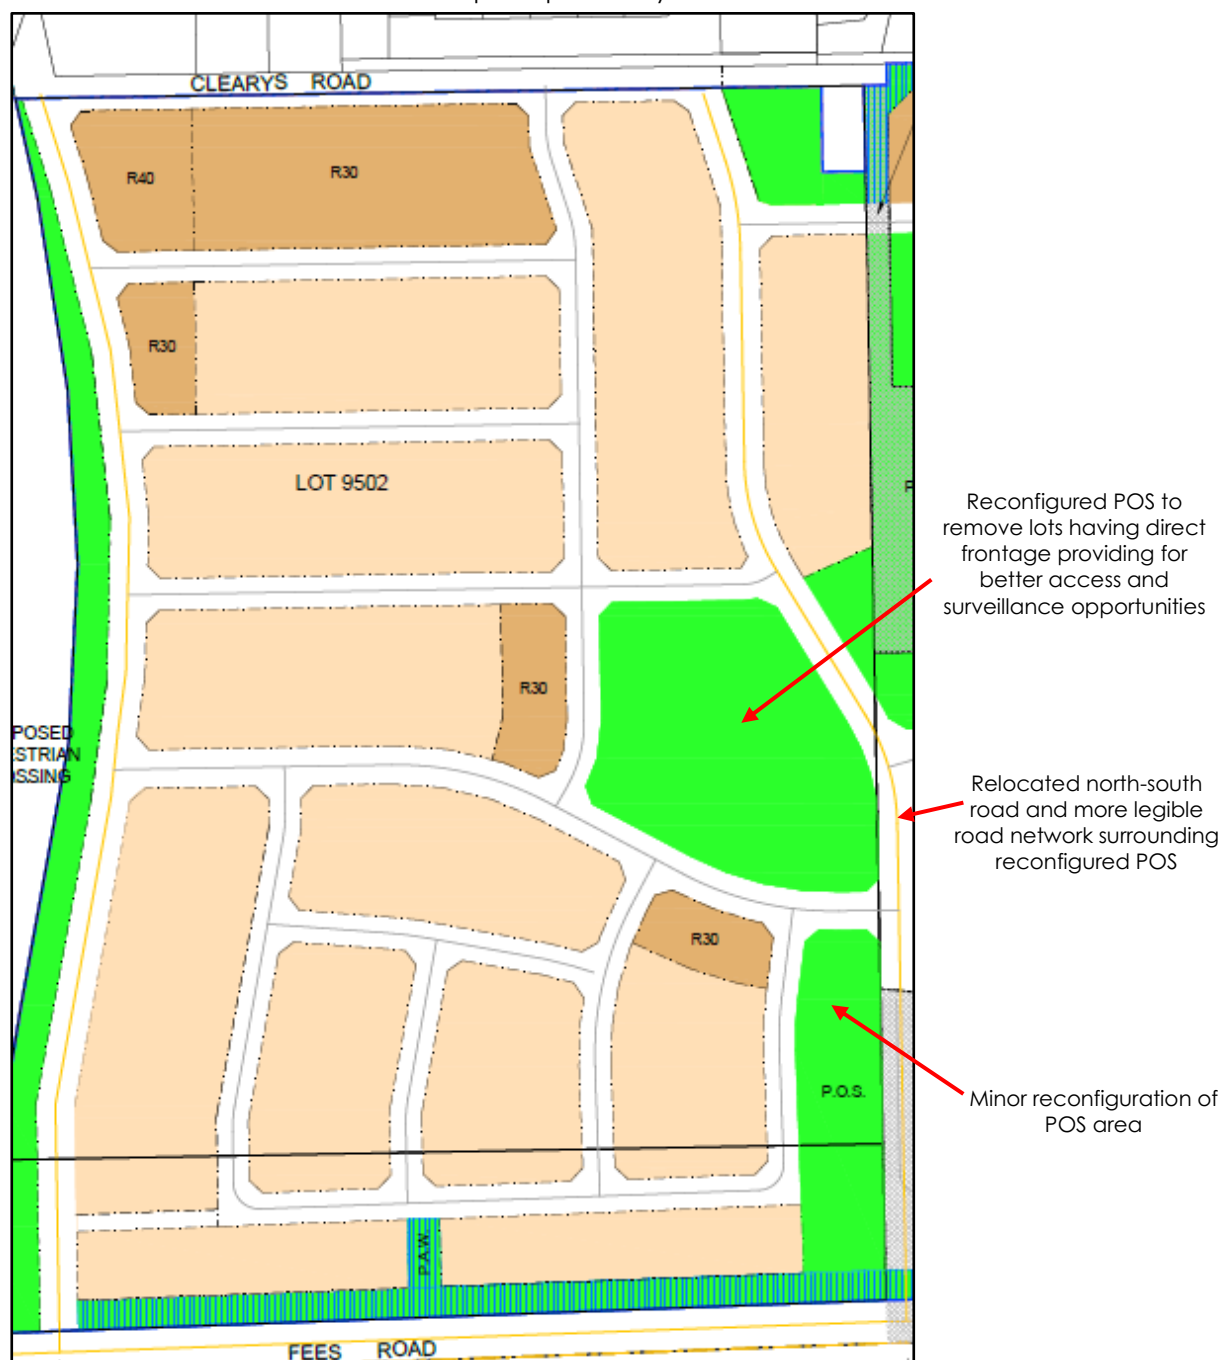 CLEARYS ROAD
R40
R30
R30
LOT 9502
Reconfigured POS to
remove lots having direct
frontage providing for
better access and
surveillance opportunities
R30
POSED
ESTRIAN
SSING
Relocated north-south
road and more legible
road network surrounding
reconfigured POS
R30
P.O.S.
Minor reconfiguration of
POS area
P.A.W.
FEES ROAD